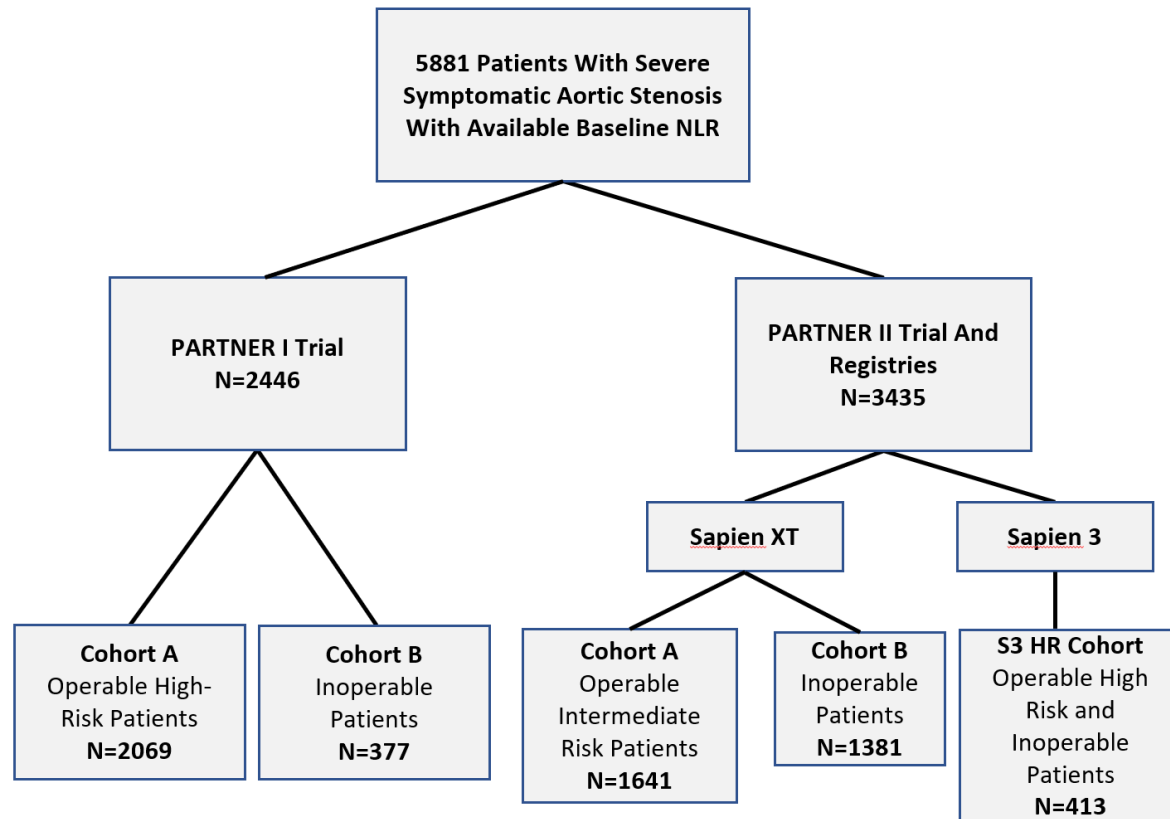 5881 Patients With Severe
Symptomatic Aortic Stenosis
With Available Baseline NLR
PARTNER I Trial
N=2446
PARTNER II Trial And
Registries
N=3435
Sapien XT
Sapien 3
Cohort A
Operable High-
Risk Patients
N=2069
Cohort B
Inoperable
Patients
N=377
Cohort A
Operable
Intermediate
Risk Patients
N=1641
Cohort B
Inoperable
Patients
N=1381
S3 HR Cohort
Operable High
Risk and
Inoperable
Patients
N=413